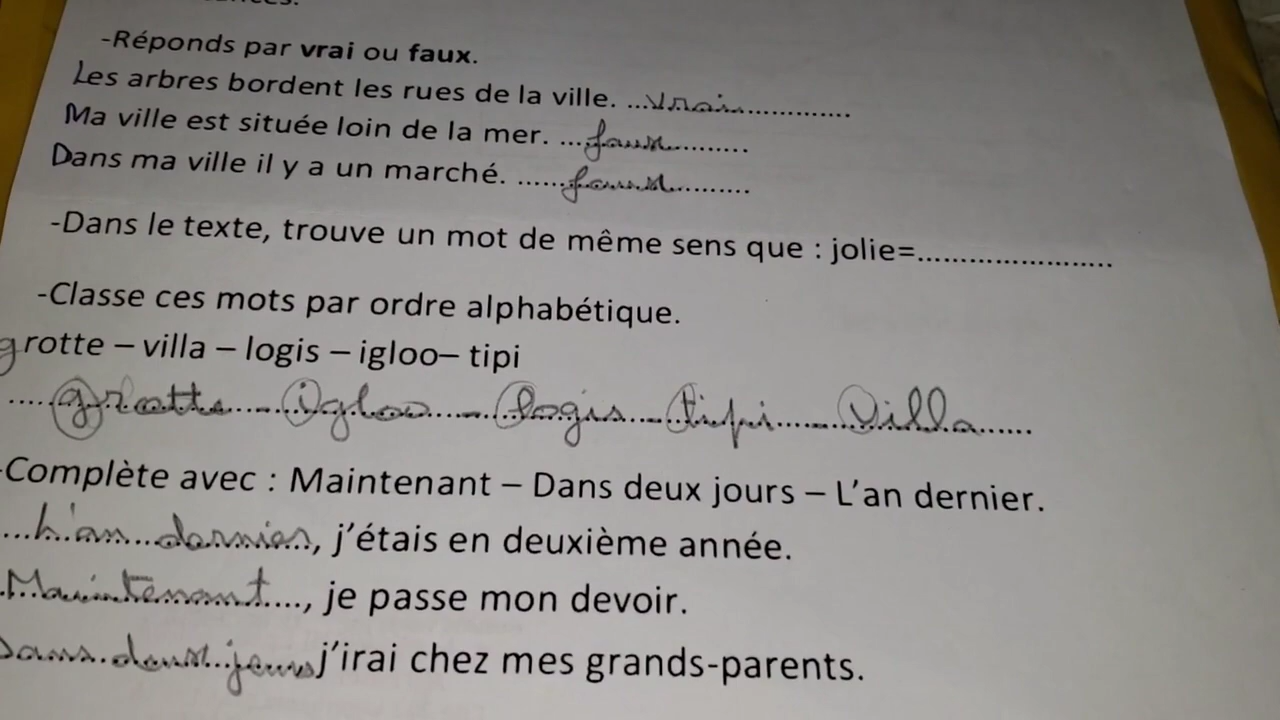 -Réponds par vrai ou faux.
Les arbres bordent les rues de la ville. ...vrai...............
Ma ville est située loin de la mer. ...faux..........
Dans ma ville il y a un marché. ......faux..........
-Dans le texte, trouve un mot de même sens que : jolie=.......................
-Classe ces mots par ordre alphabétique.
grotte – villa – logis – igloo– tipi
.....grotte....-igloo....-logis...-tipi......-villa......
-Complète avec : Maintenant – Dans deux jours – L'an dernier.
...L'an...dernier, j'étais en deuxième année.
.Maintenant...., je passe mon devoir.
Dans.deux.jours j'irai chez mes grands-parents.